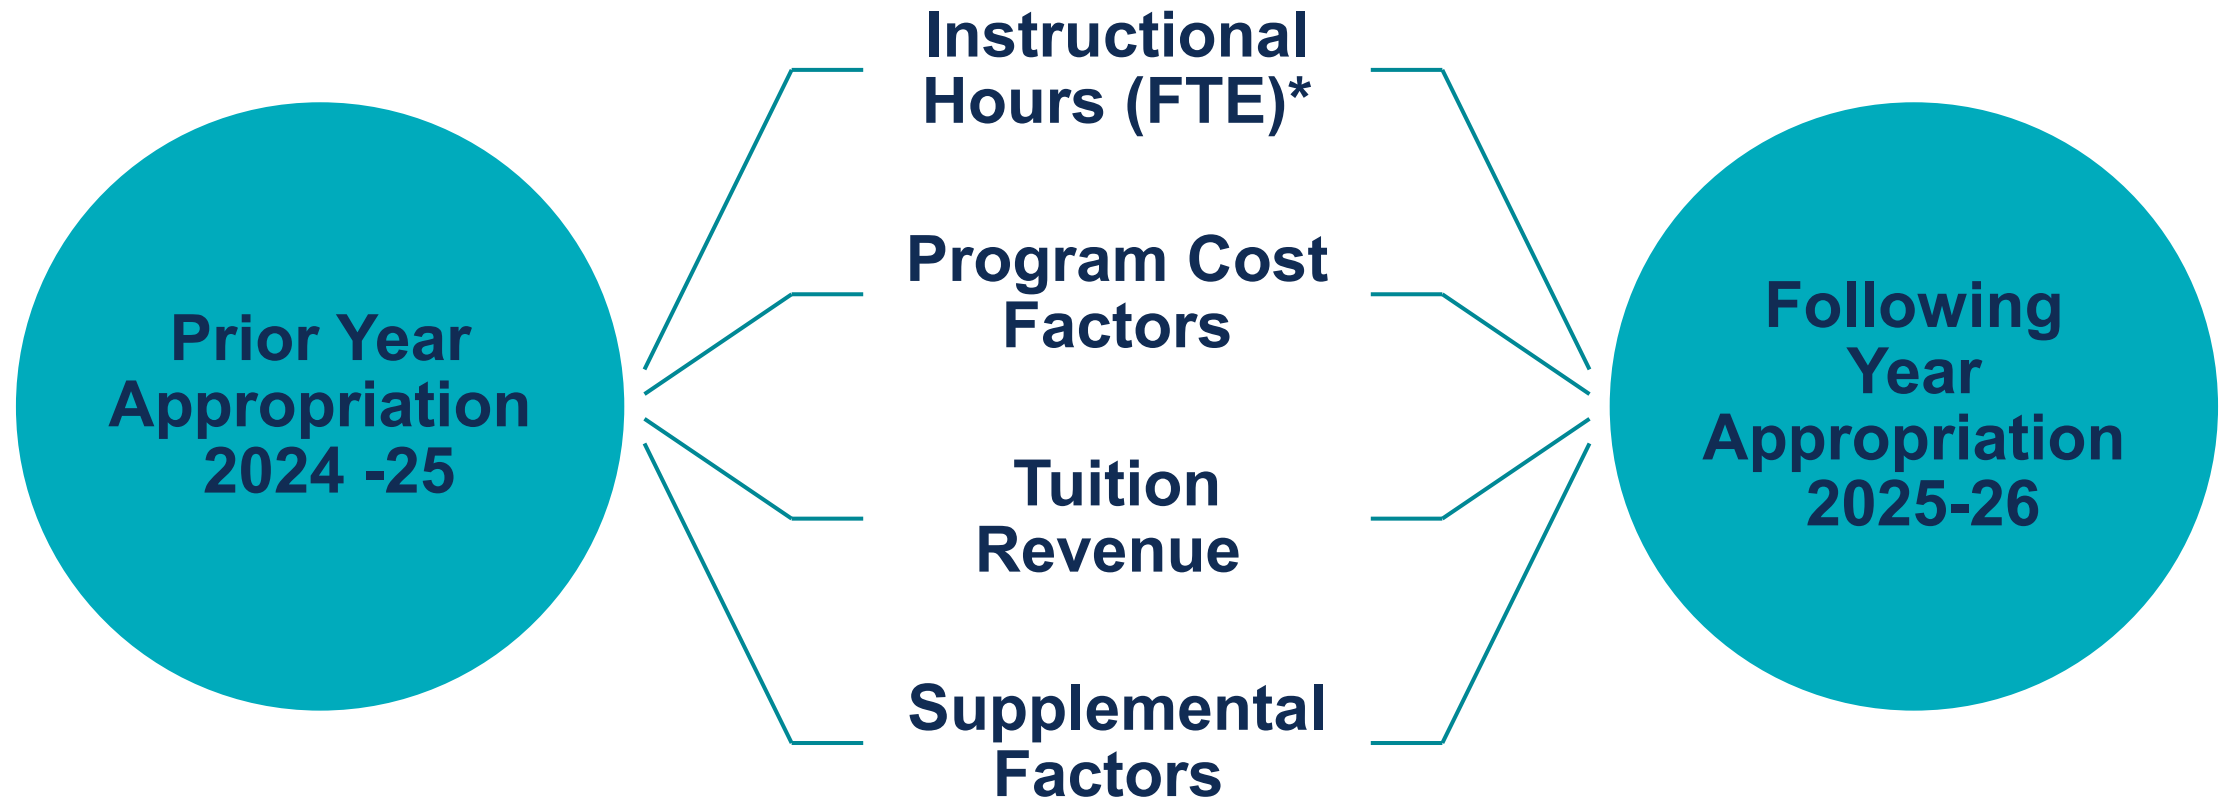 Prior Year
Appropriation
2024 -25
Instructional
Hours (FTE)*
Program Cost
Factors
Tuition
Revenue
Supplemental
Factors
Following
Year
Appropriation
2025-26